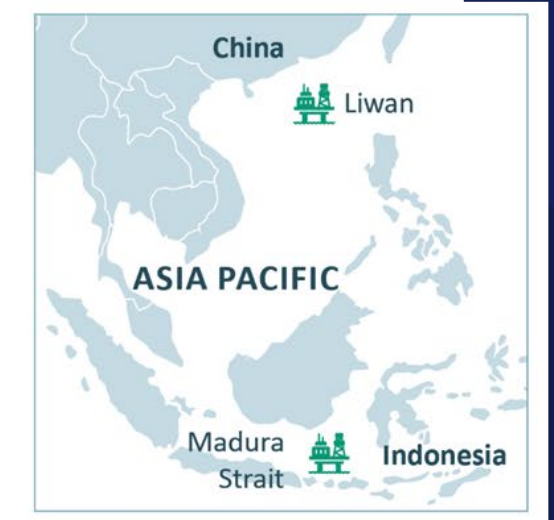 China
Liwan
ASIA PACIFIC
Madura
Strait
Indonesia